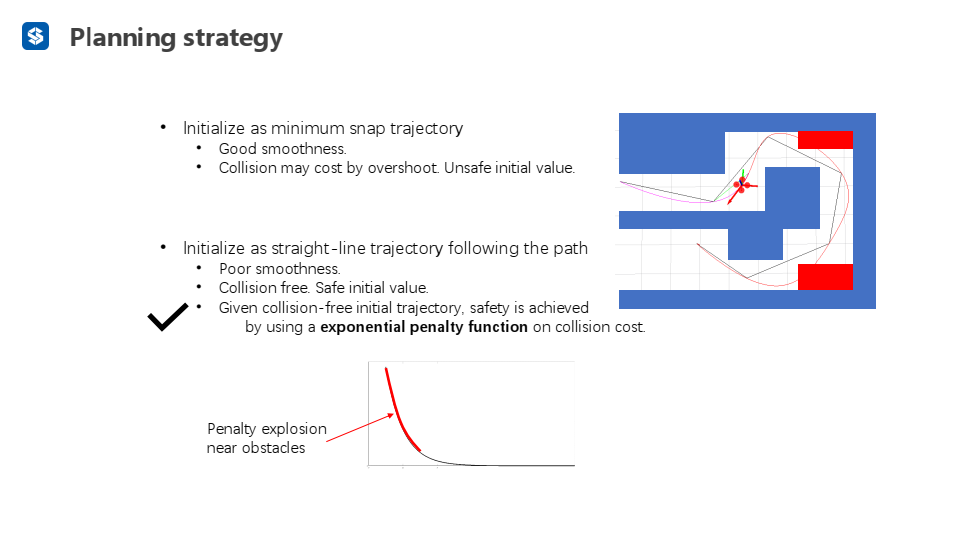 Planning strategy
• Initialize as minimum snap trajectory
• Good smoothness.
• Collision may cost by overshoot. Unsafe initial value.
• Initialize as straight-line trajectory following the path
• Poor smoothness.
• Collision free. Safe initial value.
• Given collision-free initial trajectory, safety is achieved
by using a exponential penalty function on collision cost.
Penalty explosion
near obstacles